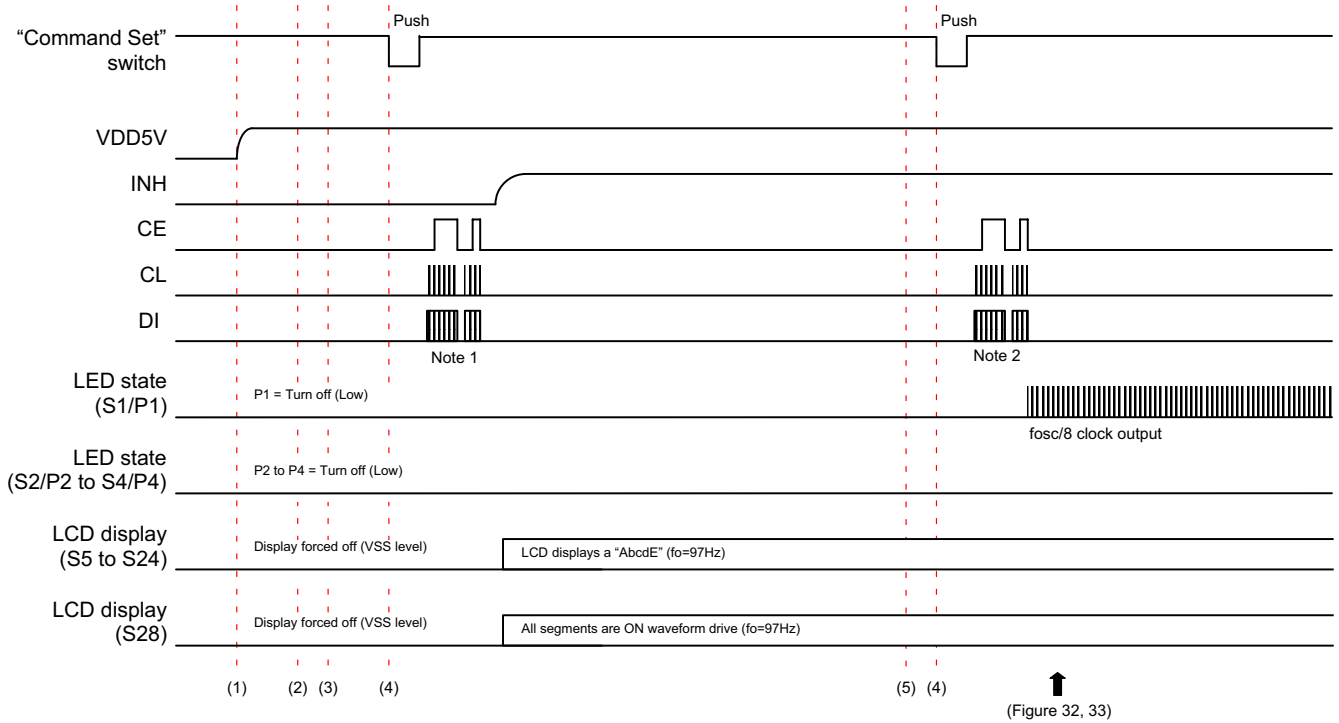 Push
Push
“Command Set”
switch
VDD5V
INH
CE
CL
DI
Note 1
Note 2
LED state
(S1/P1)
P1 = Turn off (Low)
fosc/8 clock output
LED state
(S2/P2 to S4/P4)
P2 to P4 = Turn off (Low)
LCD display
(S5 to S24)
Display forced off (VSS level)
LCD displays a “AbcdE” (fo=97Hz)
LCD display
(S28)
Display forced off (VSS level)
All segments are ON waveform drive (fo=97Hz)
(1) (2) (3) (4) (5) (4)
(Figure 32, 33)